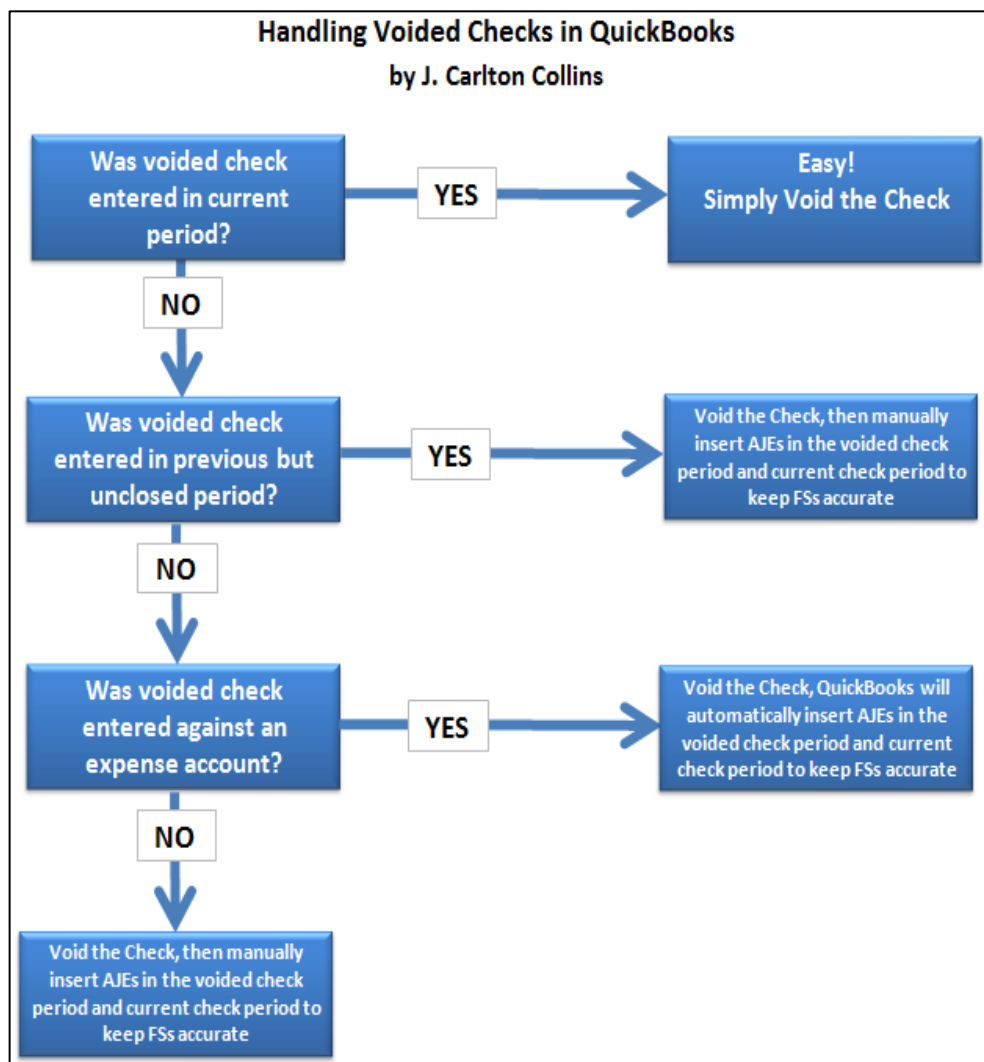 Handling Voided Checks in QuickBooks
by J. Carlton Collins
Was voided check
entered in current
period?
YES
Easy!
Simply Void the Check
NO
Was voided check
entered in previous but
unclosed period?
YES
Void the Check, then manually
insert AJEs in the voided check
period and current check period to
keep FSs accurate
NO
Was voided check
entered against an
expense account?
YES
Void the Check, QuickBooks will
automatically insert AJEs in the
voided check period and current
check period to keep FSs accurate
NO
Void the Check, then manually
insert AJEs in the voided check
period and current check period to
keep FSs accurate